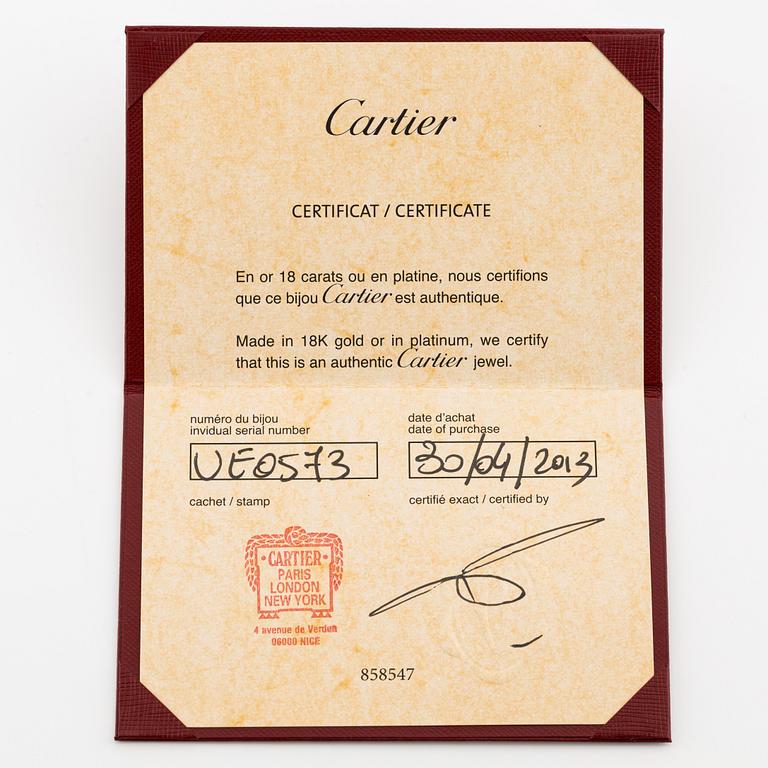 Cartier
CERTIFICAT / CERTIFICATE
En or 18 carats ou en platine, nous certifions
que ce bijou Cartier est authentique.
Made in 18K gold or in platinum, we certify
that this is an authentic Cartier jewel.
numéro du bijou
invidual serial number
UE0573
date d'achat
date of purchase
30/04/2013
cachet / stamp
certifié exact / certified by
CARTIER
PARIS
LONDON
NEW YORK
4 avenue de Verdun
06000 NICE
858547